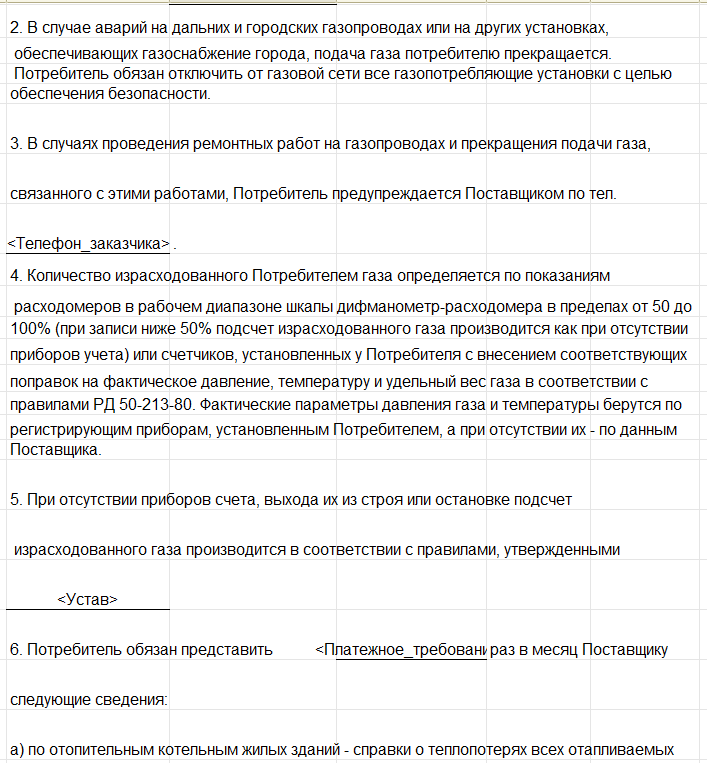 2. В случае аварий на дальних и городских газопроводах или на других установках,
обеспечивающих газоснабжение города, подача газа потребителю прекращается.
Потребитель обязан отключить от газовой сети все газопотребляющие установки с целью
обеспечения безопасности.
3. В случаях проведения ремонтных работ на газопроводах и прекращения подачи газа,
связанного с этими работами, Потребитель предупреждается Поставщиком по тел.
<Телефон_заказчика> .
4. Количество израсходованного Потребителем газа определяется по показаниям
расходомеров в рабочем диапазоне шкалы дифманометр-расходомера в пределах от 50 до
100% (при записи ниже 50% подсчет израсходованного газа производится как при отсутствии
приборов учета) или счетчиков, установленных у Потребителя с внесением соответствующих
поправок на фактическое давление, температуру и удельный вес газа в соответствии с
правилами РД 50-213-80. Фактические параметры давления газа и температуры берутся по
регистрирующим приборам, установленным Потребителем, а при отсутствии их - по данным
Поставщика.
5. При отсутствии приборов счета, выхода их из строя или остановке подсчет
израсходованного газа производится в соответствии с правилами, утвержденными
<Устав>
6. Потребитель обязан представить <Платежное_требовани раз в месяц Поставщику
следующие сведения:
а) по отопительным котельным жилых зданий - справки о теплопотерях всех отапливаемых